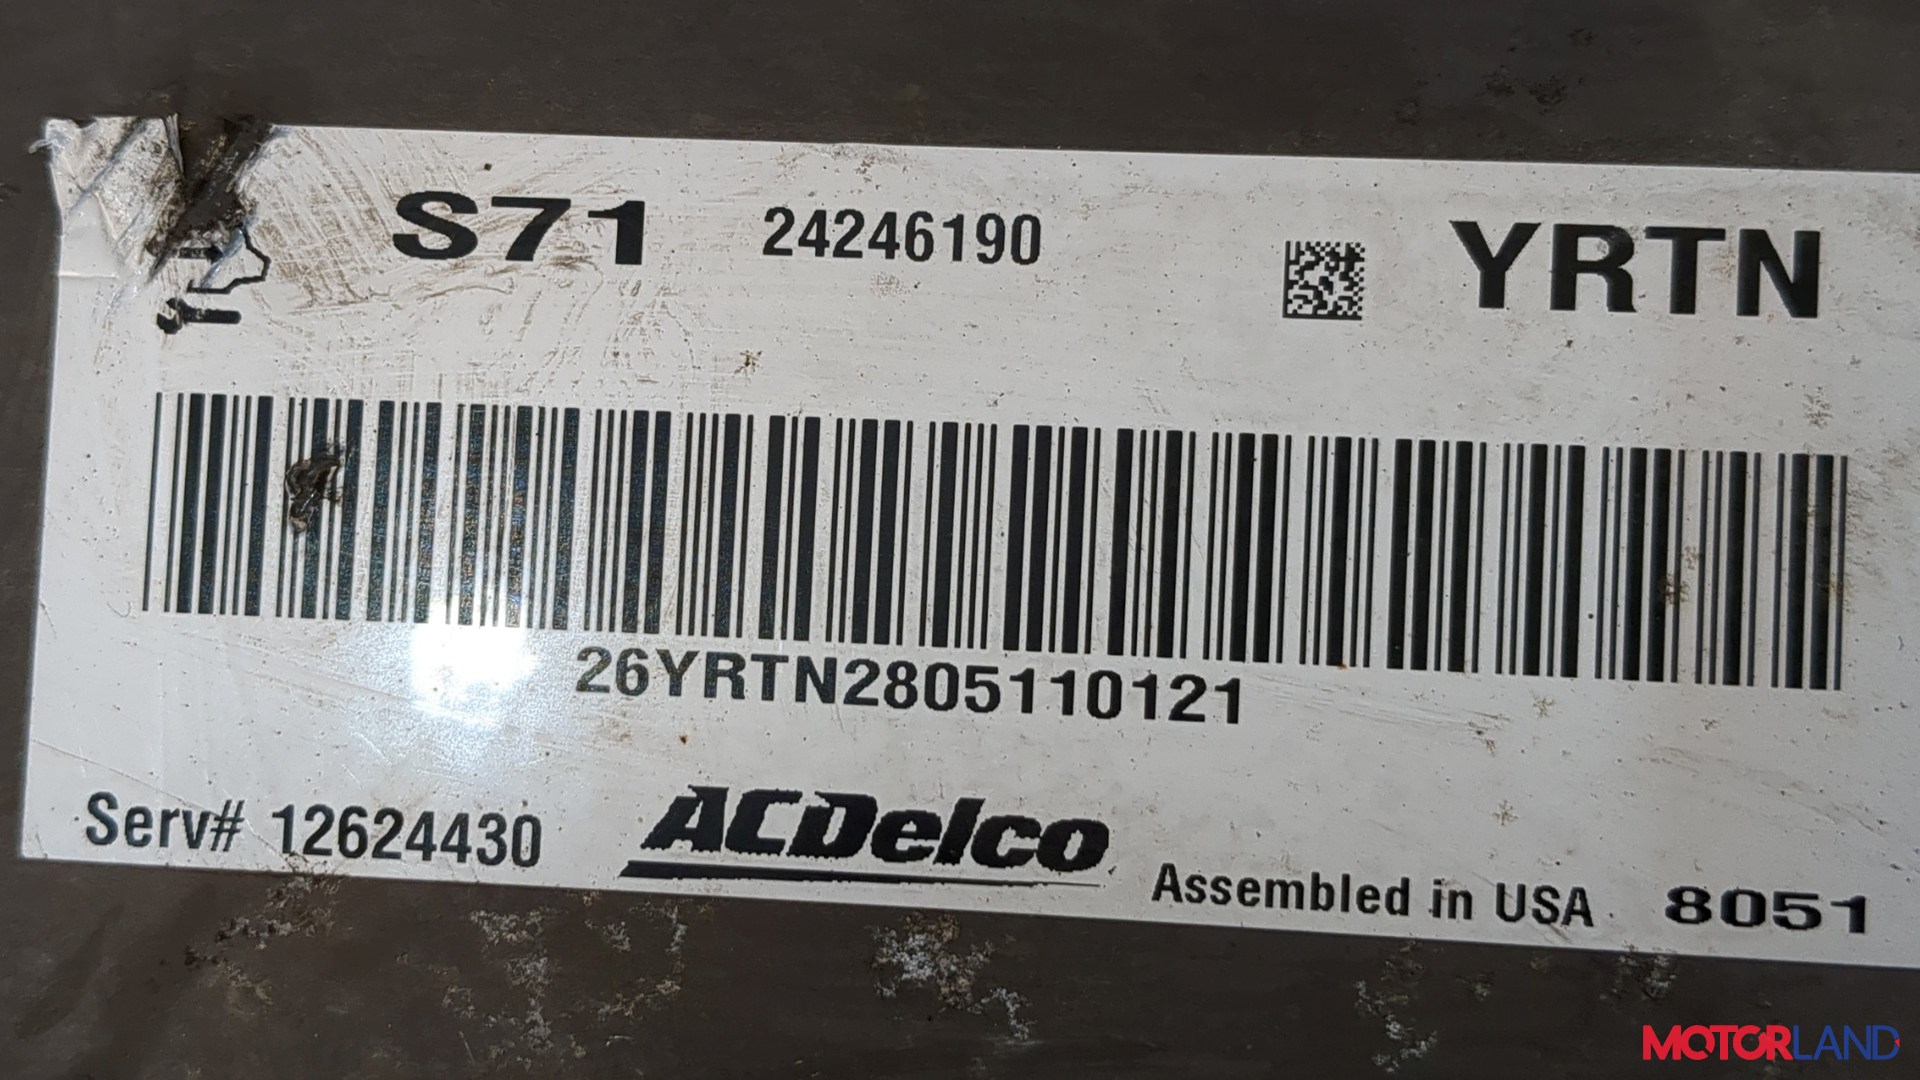 S71 24246190 YRTN
26YRTN2805110121
Serv# 12624430 ACDelco Assembled in USA 8051
MOTORLAND